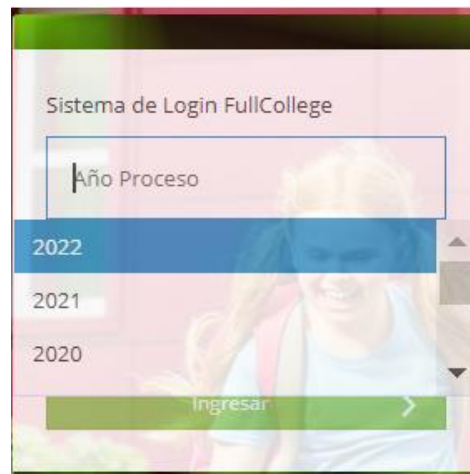 Sistema de Login FullCollege
Año Proceso
2022
2021
2020
Ingresar